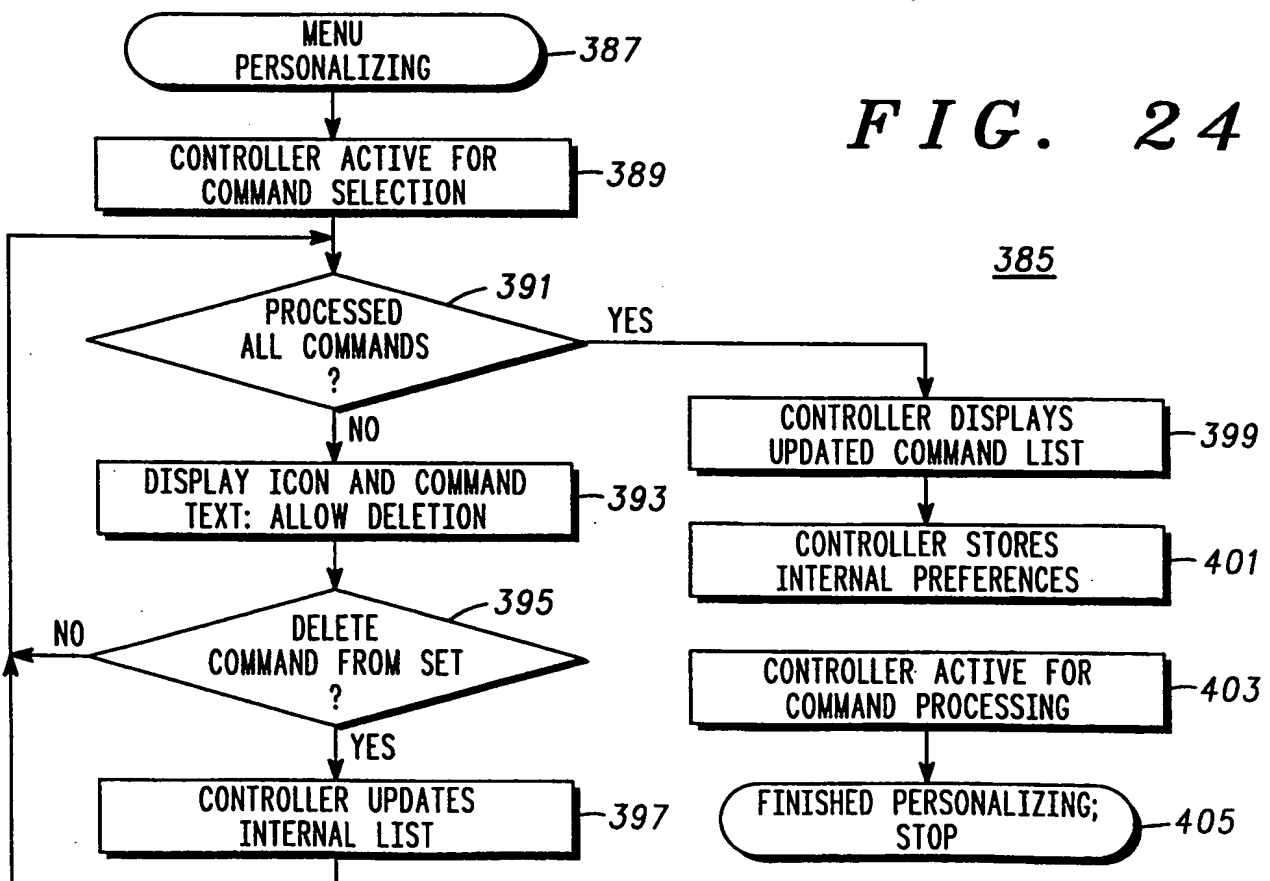 MENU
PERSONALIZING
387
FIG. 24
CONTROLLER ACTIVE FOR
COMMAND SELECTION
389
385
PROCESSED
ALL COMMANDS
?
391
YES
NO
CONTROLLER DISPLAYS
UPDATED COMMAND LIST
399
DISPLAY ICON AND COMMAND
TEXT: ALLOW DELETION
393
CONTROLLER STORES
INTERNAL PREFERENCES
401
DELETE
COMMAND FROM SET
?
395
NO
YES
CONTROLLER ACTIVE FOR
COMMAND PROCESSING
403
CONTROLLER UPDATES
INTERNAL LIST
397
FINISHED PERSONALIZING;
STOP
405